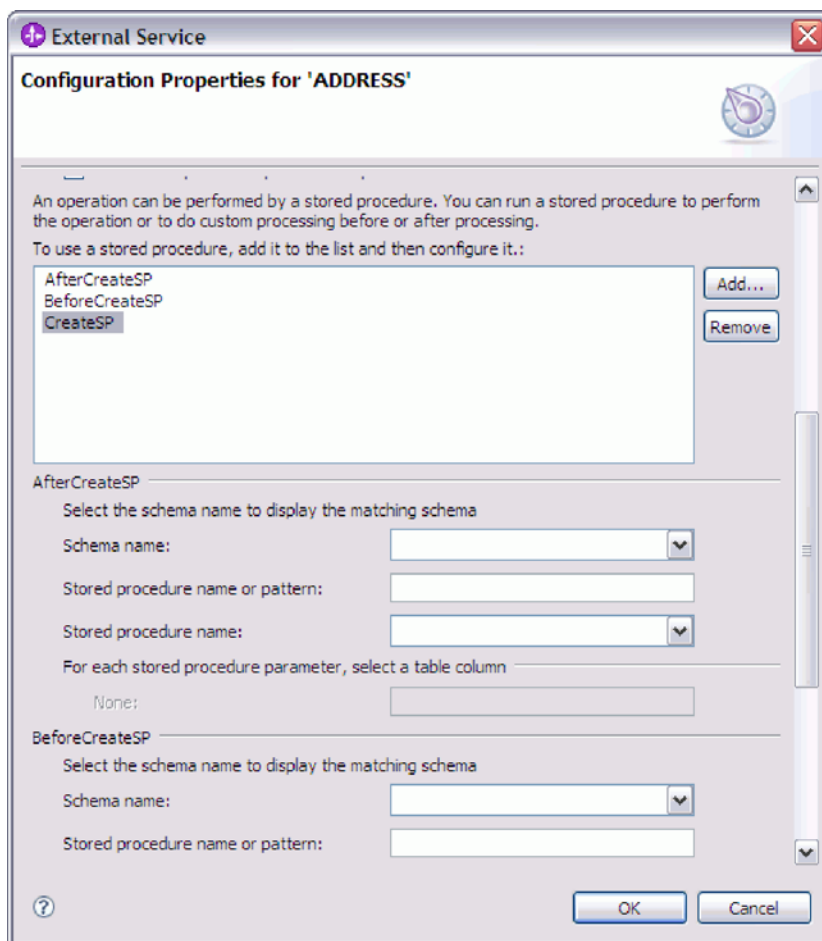 External Service
Configuration Properties for 'ADDRESS'
An operation can be performed by a stored procedure. You can run a stored procedure to perform
the operation or to do custom processing before or after processing.
To use a stored procedure, add it to the list and then configure it.:
AfterCreateSP
BeforeCreateSP
CreateSP
Add...
Remove
AfterCreateSP
Select the schema name to display the matching schema
Schema name:
Stored procedure name or pattern:
Stored procedure name:
For each stored procedure parameter, select a table column
None:
BeforeCreateSP
Select the schema name to display the matching schema
Schema name:
Stored procedure name or pattern:
?
OK
Cancel